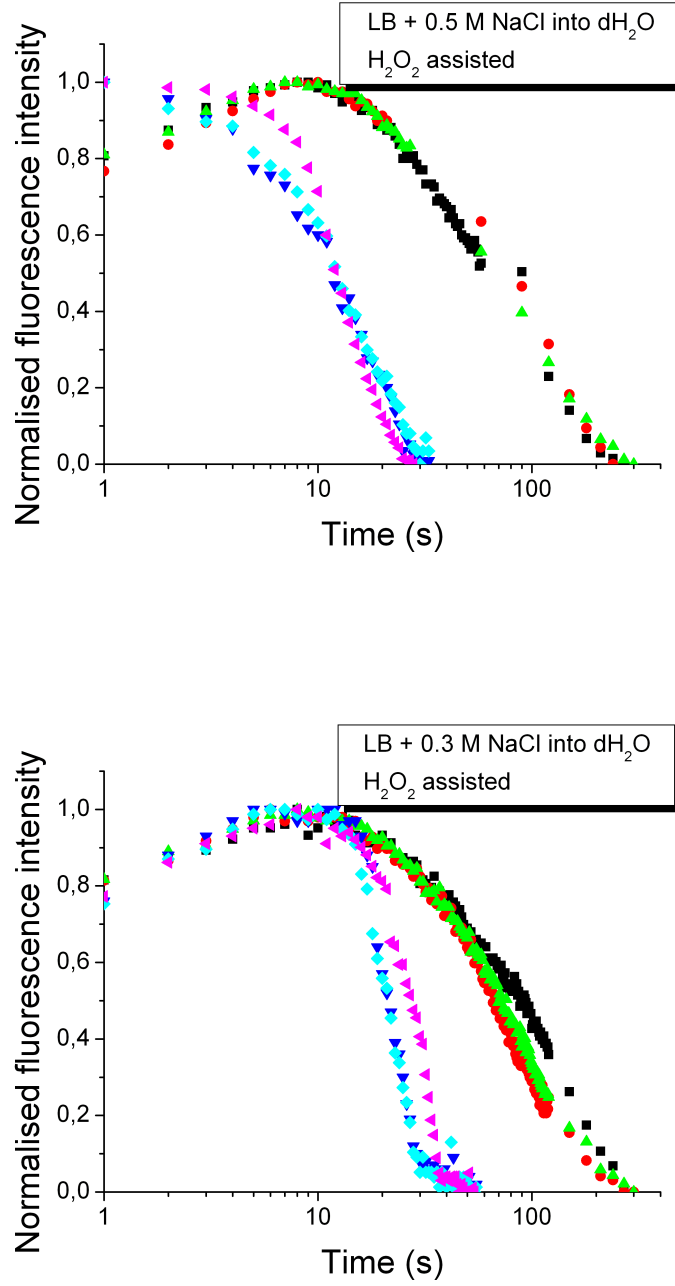 LB + 0.5 M NaCl into dH₂O
H₂O₂ assisted
Normalised fluorescence intensity
1,0
0,8
0,6
0,4
0,2
0,0
1
10
100
Time (s)
LB + 0.3 M NaCl into dH₂O
H₂O₂ assisted
Normalised fluorescence intensity
1,0
0,8
0,6
0,4
0,2
0,0
1
10
100
Time (s)